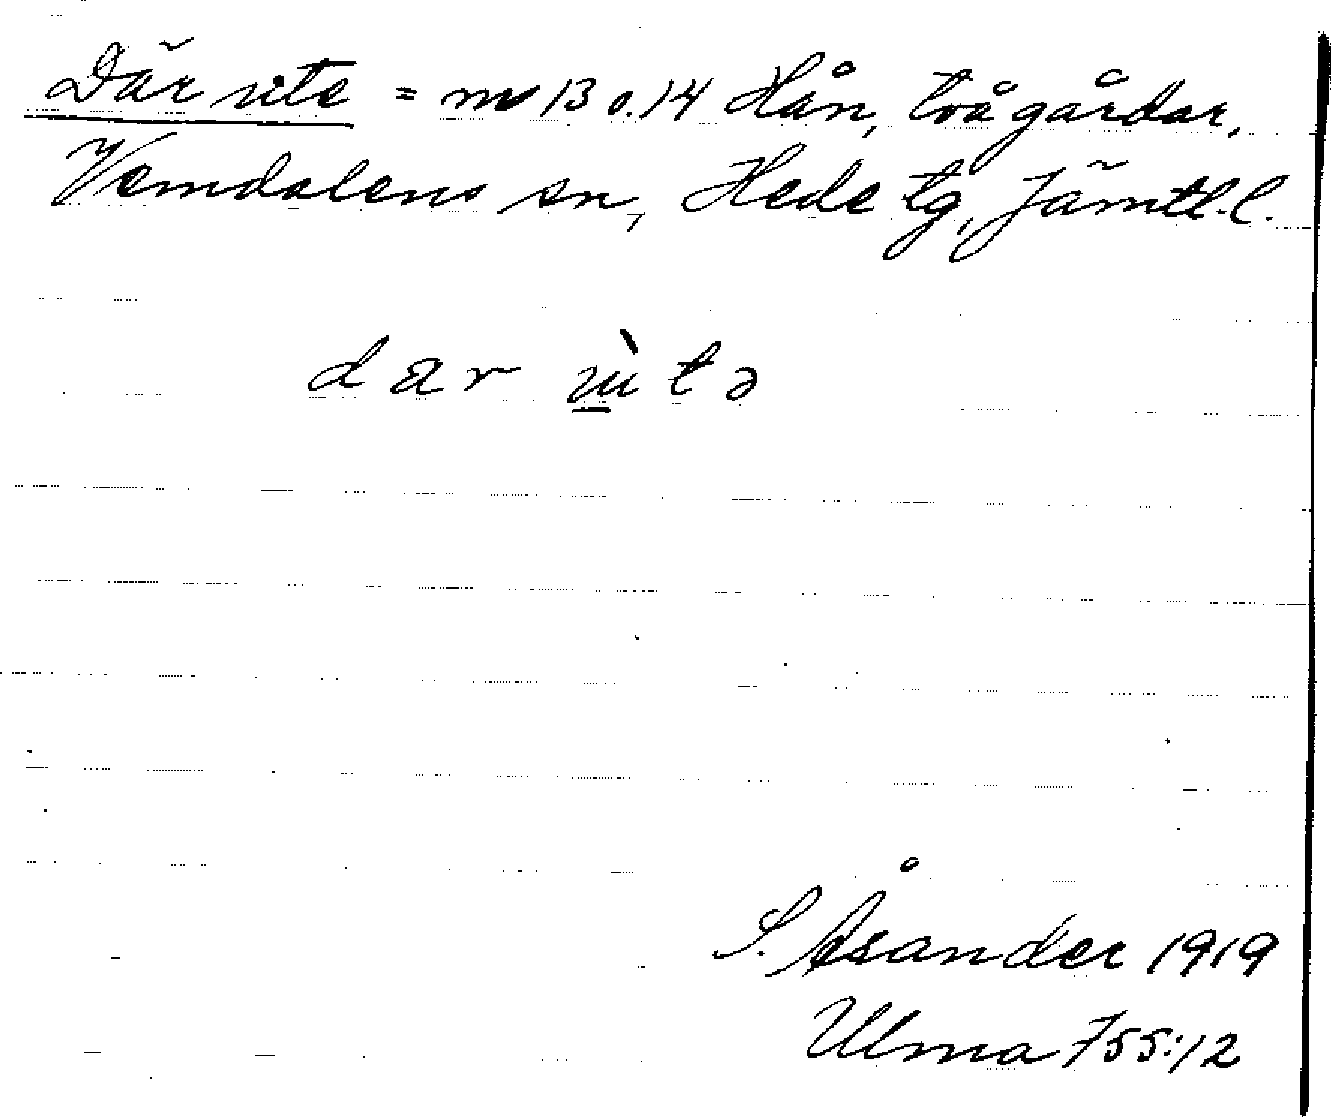 Där ute = nr 13 o. 14 Hån, två gårdar,
Vemdalens sn, Hede tg, Jämtl. l.
dar ùtə
S. Åsander 1919
Ulma 755:12